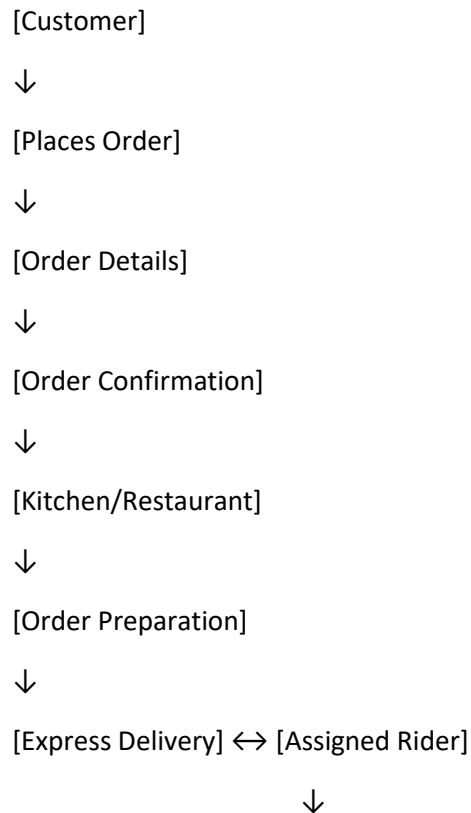 [Customer]
↓
[Places Order]
↓
[Order Details]
↓
[Order Confirmation]
↓
[Kitchen/Restaurant]
↓
[Order Preparation]
↓
[Express Delivery] ↔ [Assigned Rider]
↓